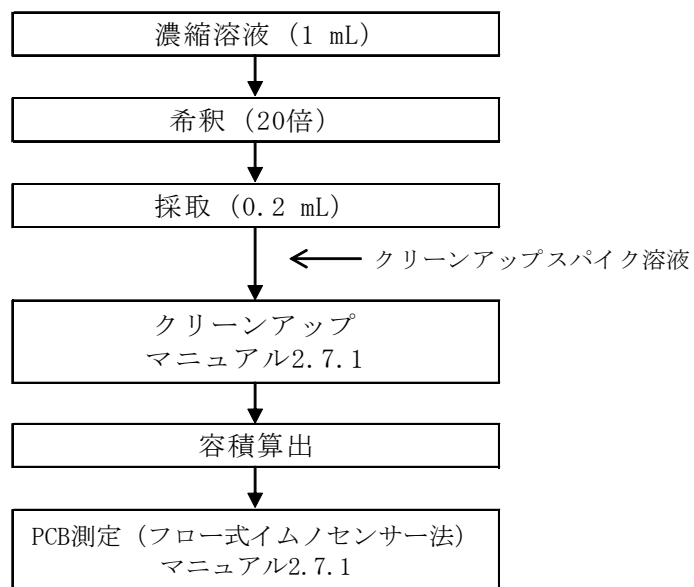 濃縮溶液 (1 mL)
希釈 (20倍)
採取 (0.2 mL)
クリーンアップスパイク溶液
クリーンアップ
マニュアル2.7.1
容積算出
PCB測定 (フロー式イムノセンサー法)
マニュアル2.7.1